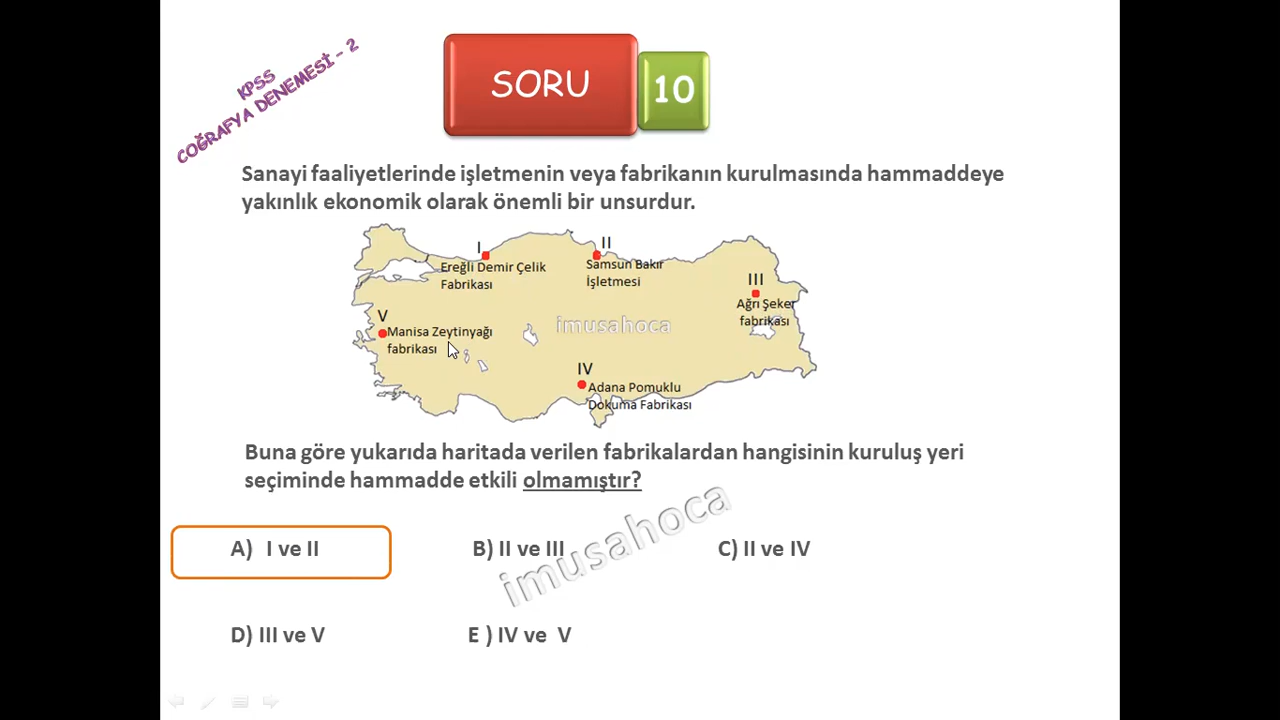 KPSS
COĞRAFYA DENEMESİ - 2
SORU
10
Sanayi faaliyetlerinde işletmenin veya fabrikanın kurulmasında hammaddeye
yakınlık ekonomik olarak önemli bir unsurdur.
I
Ereğli Demir Çelik
Fabrikası
II
Samsun Bakır
İşletmesi
III
Ağrı Şeker
fabrikası
V
Manisa Zeytinyağı
fabrikası
imusahoca
IV
Adana Pomuklu
Dokuma Fabrikası
Buna göre yukarıda haritada verilen fabrikalardan hangisinin kuruluş yeri
seçiminde hammadde etkili olmamıştır?
imusahoca
A) I ve II
B) II ve III
C) II ve IV
D) III ve V
E ) IV ve V